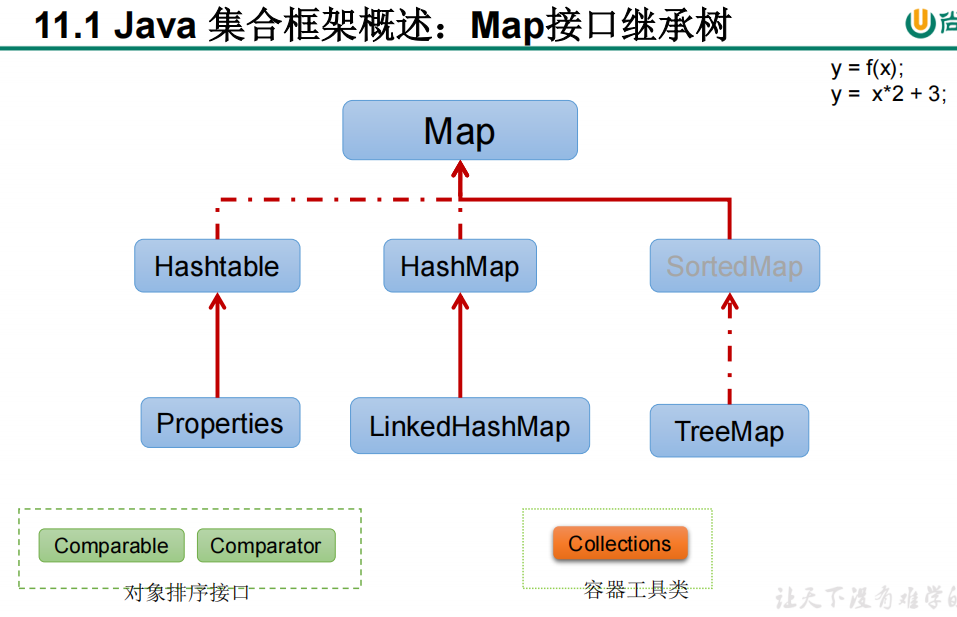 11.1 Java 集合框架概述：Map接口继承树
尚
y = f(x);
y = x*2 + 3;
Map
Hashtable
HashMap
SortedMap
Properties
LinkedHashMap
TreeMap
Comparable
Comparator
对象排序接口
Collections
容器工具类
让天下没有难学的